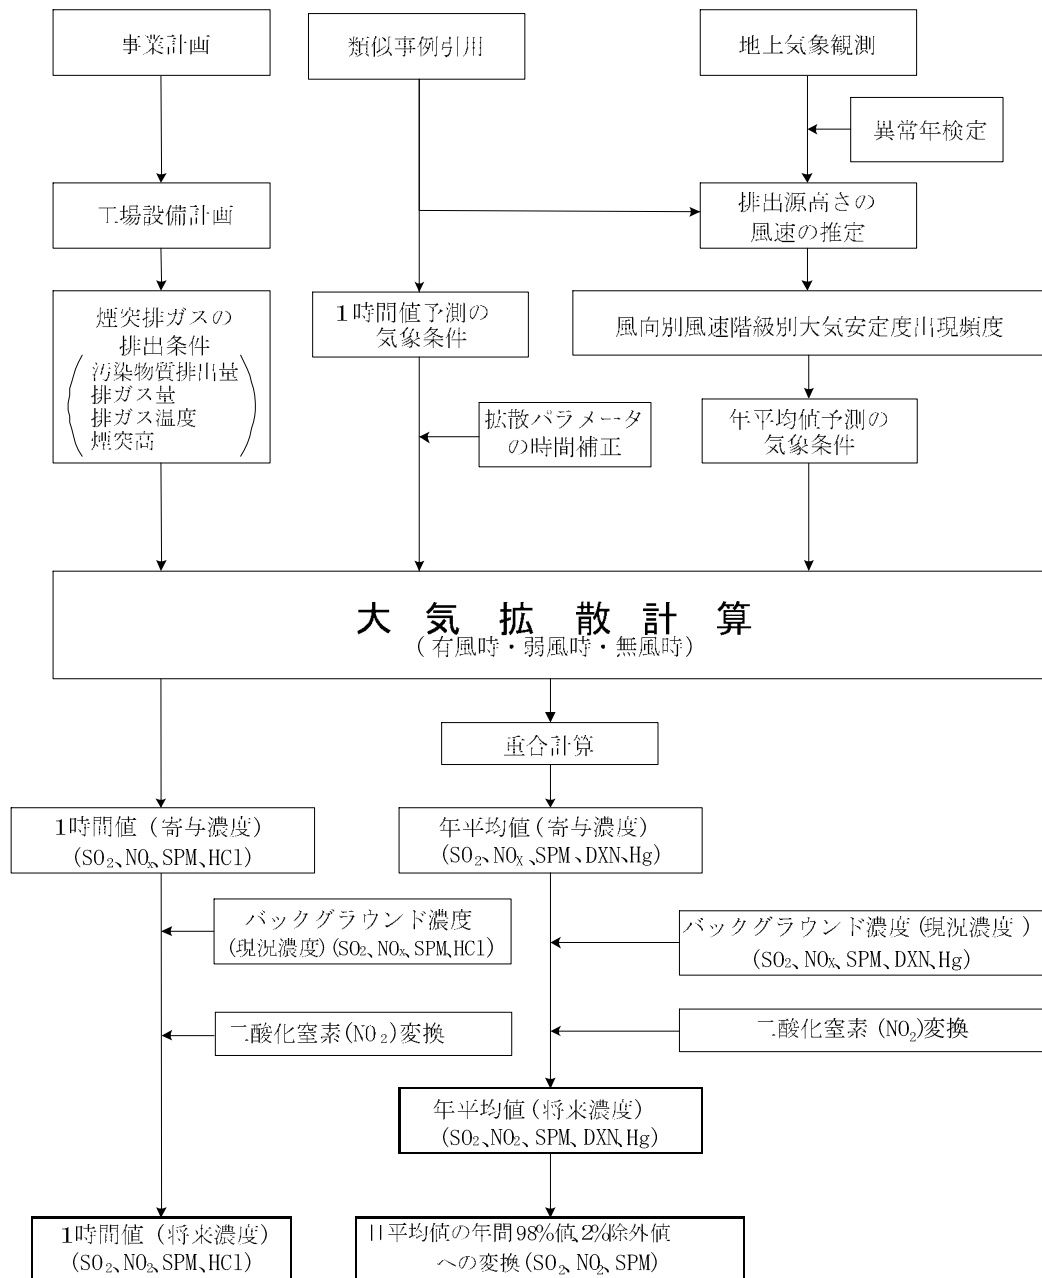 事業計画
類似事例引用
地上気象観測
異常年検定
工場設備計画
排出源高さの
風速の推定
煙突排ガスの
排出条件
汚染物質排出量
排ガス量
排ガス温度
煙突高
1時間値予測の
気象条件
風向別風速階級別大気安定度出現頻度
拡散パラメータ
の時間補正
年平均値予測の
気象条件
大気拡散計算
(有風時・弱風時・無風時)
重合計算
1時間値（寄与濃度)
(SO₂、NOₓ、SPM、HCl)
年平均値(寄与濃度)
(SO₂、NOₓ、SPM、DXN、Hg)
バックグラウンド濃度
(現況濃度)(SO₂、NOₓ、SPM、HCl)
バックグラウンド濃度(現況濃度)
(SO₂、NOₓ、SPM、DXN、Hg)
二酸化窒素(NO₂)変換
二酸化窒素(NO₂)変換
年平均値(将来濃度)
(SO₂、NO₂、SPM、DXN、Hg)
1時間値（将来濃度)
(SO₂、NO₂、SPM、HCl)
日平均値の年間98%値、2%除外値
への変換(SO₂、NO₂、SPM)